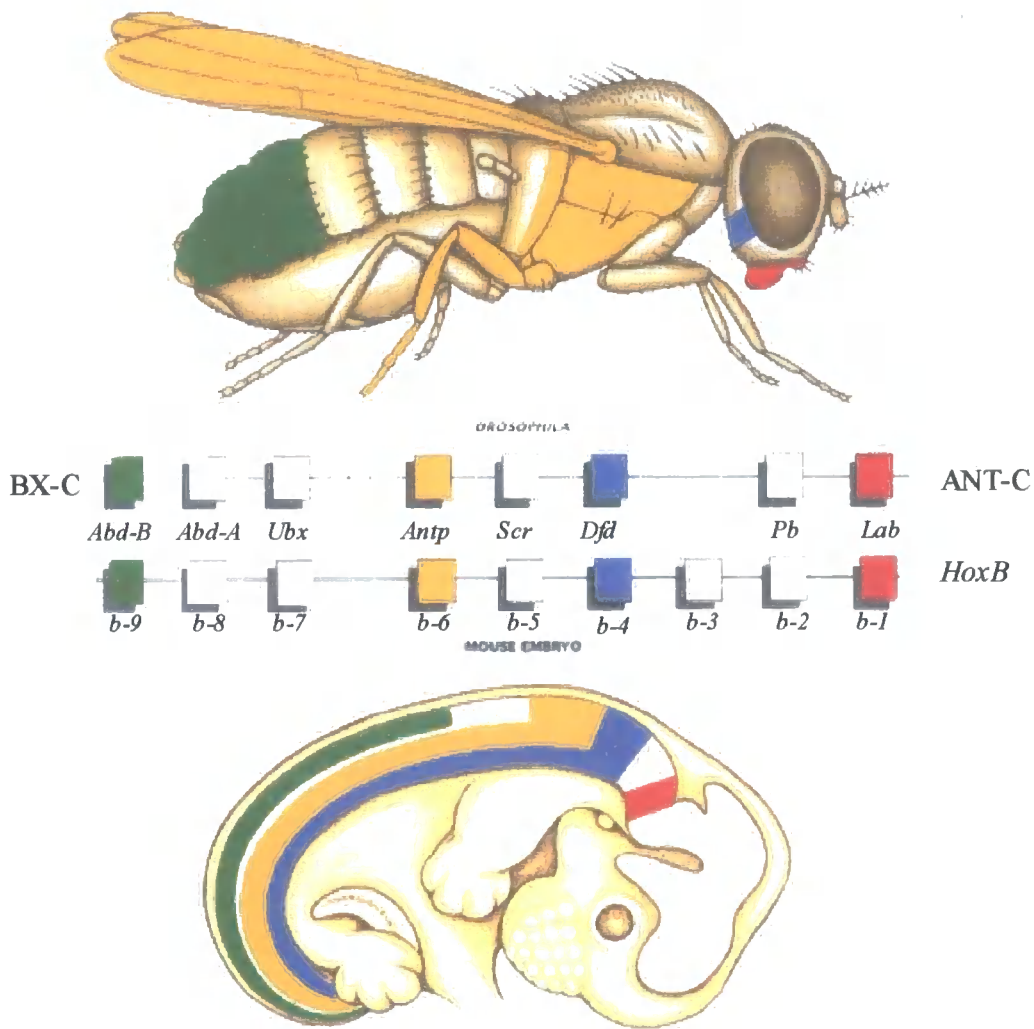 DROSOPHILA
BX-C ANT-C
Abd-B Abd-A Ubx Antp Scr Dfd Pb Lab
HoxB
b-9 b-8 b-7 b-6 b-5 b-4 b-3 b-2 b-1
MOUSE EMBRYO